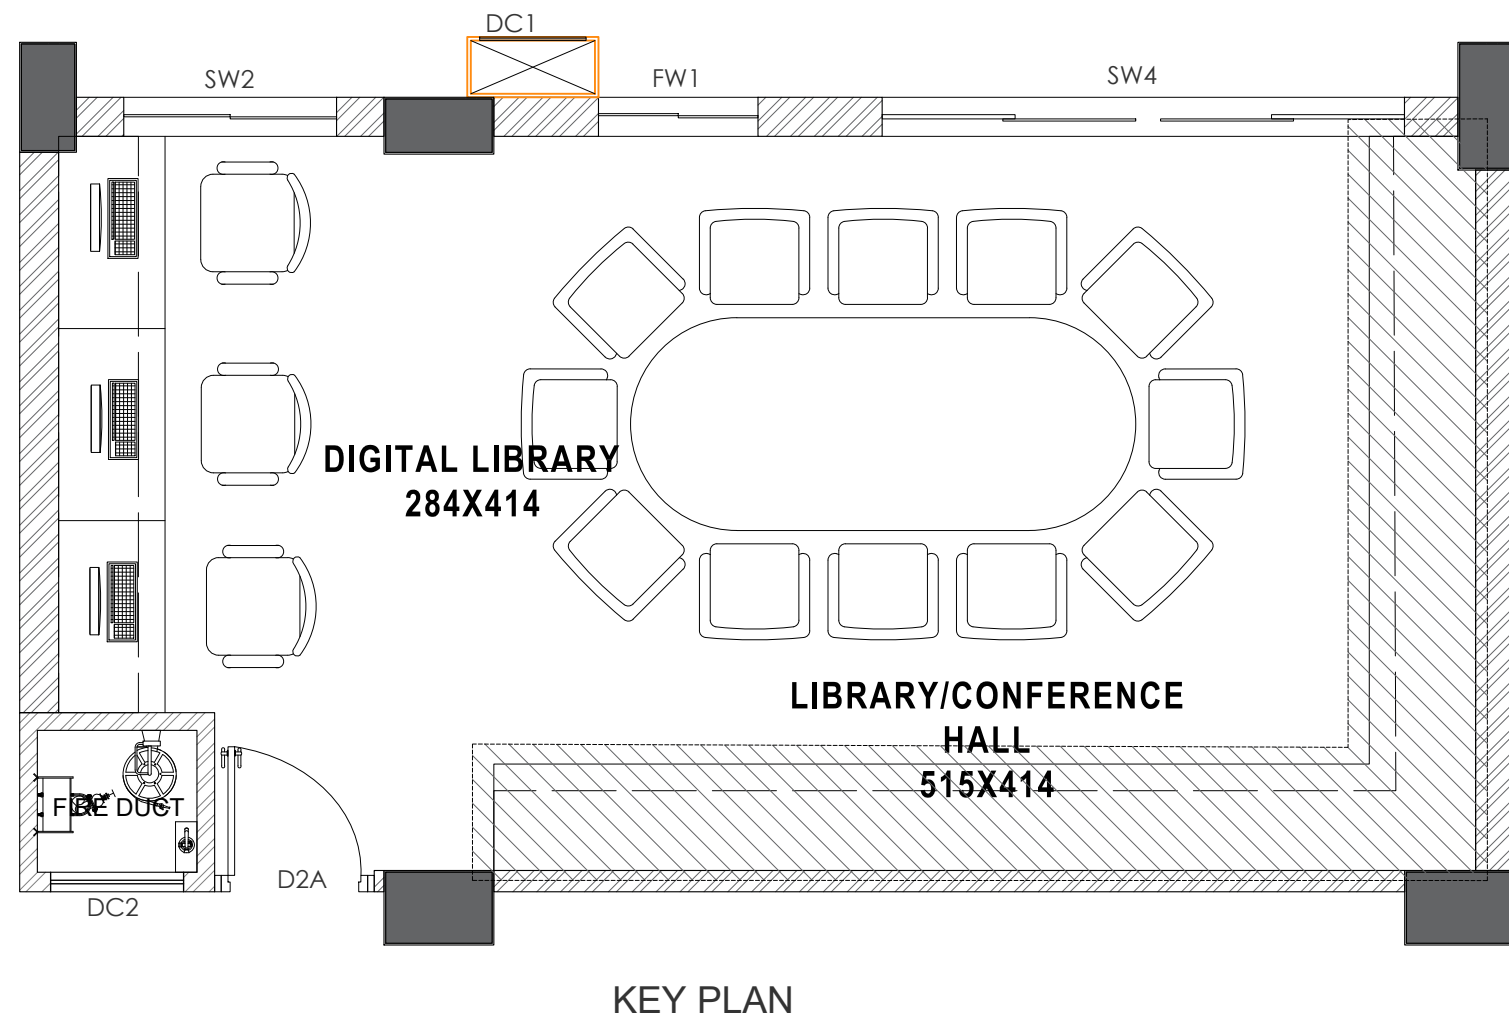 DC1
SW2
FW1
SW4
DIGITAL LIBRARY
284X414
LIBRARY/CONFERENCE
HALL
515X414
FIRE DUCT
D2A
DC2
KEY PLAN